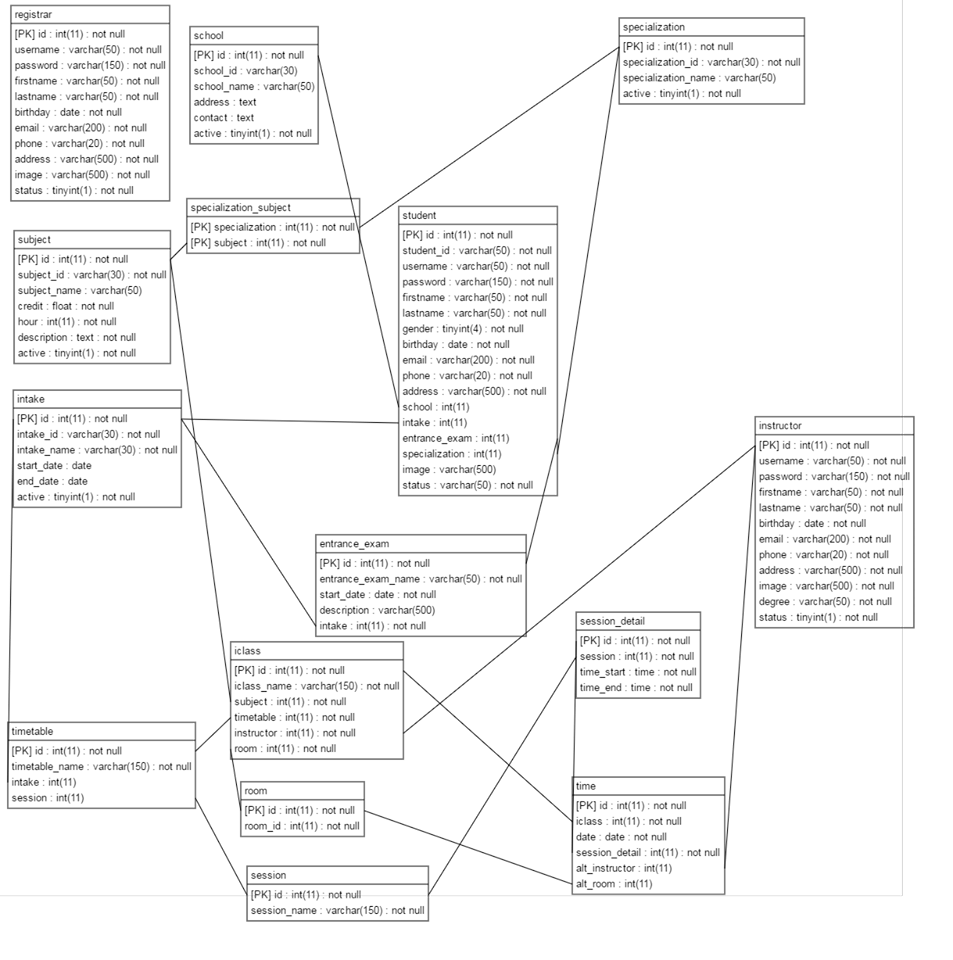 registrar
[PK] id : int(11) : not null
username : varchar(50) : not null
password : varchar(150) : not null
firstname : varchar(50) : not null
lastname : varchar(50) : not null
birthday : date : not null
email : varchar(200) : not null
phone : varchar(20) : not null
address : varchar(500) : not null
image : varchar(500) : not null
status : tinyint(1) : not null
school
[PK] id : int(11) : not null
school_id : varchar(30)
school_name : varchar(50)
address : text
contact : text
active : tinyint(1) : not null
specialization
[PK] id : int(11) : not null
specialization_id : varchar(30) : not null
specialization_name : varchar(50)
active : tinyint(1) : not null
specialization_subject
[PK] specialization : int(11) : not null
[PK] subject : int(11) : not null
student
[PK] id : int(11) : not null
student_id : varchar(50) : not null
username : varchar(50) : not null
password : varchar(150) : not null
firstname : varchar(50) : not null
lastname : varchar(50) : not null
gender : tinyint(4) : not null
birthday : date : not null
email : varchar(200) : not null
phone : varchar(20) : not null
address : varchar(500) : not null
school : int(11)
intake : int(11)
entrance_exam : int(11)
specialization : int(11)
image : varchar(500)
status : varchar(50) : not null
subject
[PK] id : int(11) : not null
subject_id : varchar(30) : not null
subject_name : varchar(50)
credit : float : not null
hour : int(11) : not null
description : text : not null
active : tinyint(1) : not null
intake
[PK] id : int(11) : not null
intake_id : varchar(30) : not null
intake_name : varchar(30) : not null
start_date : date
end_date : date
active : tinyint(1) : not null
instructor
[PK] id : int(11) : not null
username : varchar(50) : not null
password : varchar(150) : not null
firstname : varchar(50) : not null
lastname : varchar(50) : not null
birthday : date : not null
email : varchar(200) : not null
phone : varchar(20) : not null
address : varchar(500) : not null
image : varchar(500) : not null
degree : varchar(50) : not null
status : tinyint(1) : not null
entrance_exam
[PK] id : int(11) : not null
entrance_exam_name : varchar(50) : not null
start_date : date : not null
description : varchar(500)
intake : int(11) : not null
session_detail
[PK] id : int(11) : not null
session : int(11) : not null
time_start : time : not null
time_end : time : not null
iclass
[PK] id : int(11) : not null
iclass_name : varchar(150) : not null
subject : int(11) : not null
timetable : int(11) : not null
instructor : int(11) : not null
room : int(11) : not null
timetable
[PK] id : int(11) : not null
timetable_name : varchar(150) : not null
intake : int(11)
session : int(11)
room
[PK] id : int(11) : not null
room_id : int(11) : not null
time
[PK] id : int(11) : not null
iclass : int(11) : not null
date : date : not null
session_detail : int(11) : not null
alt_instructor : int(11)
alt_room : int(11)
session
[PK] id : int(11) : not null
session_name : varchar(150) : not null